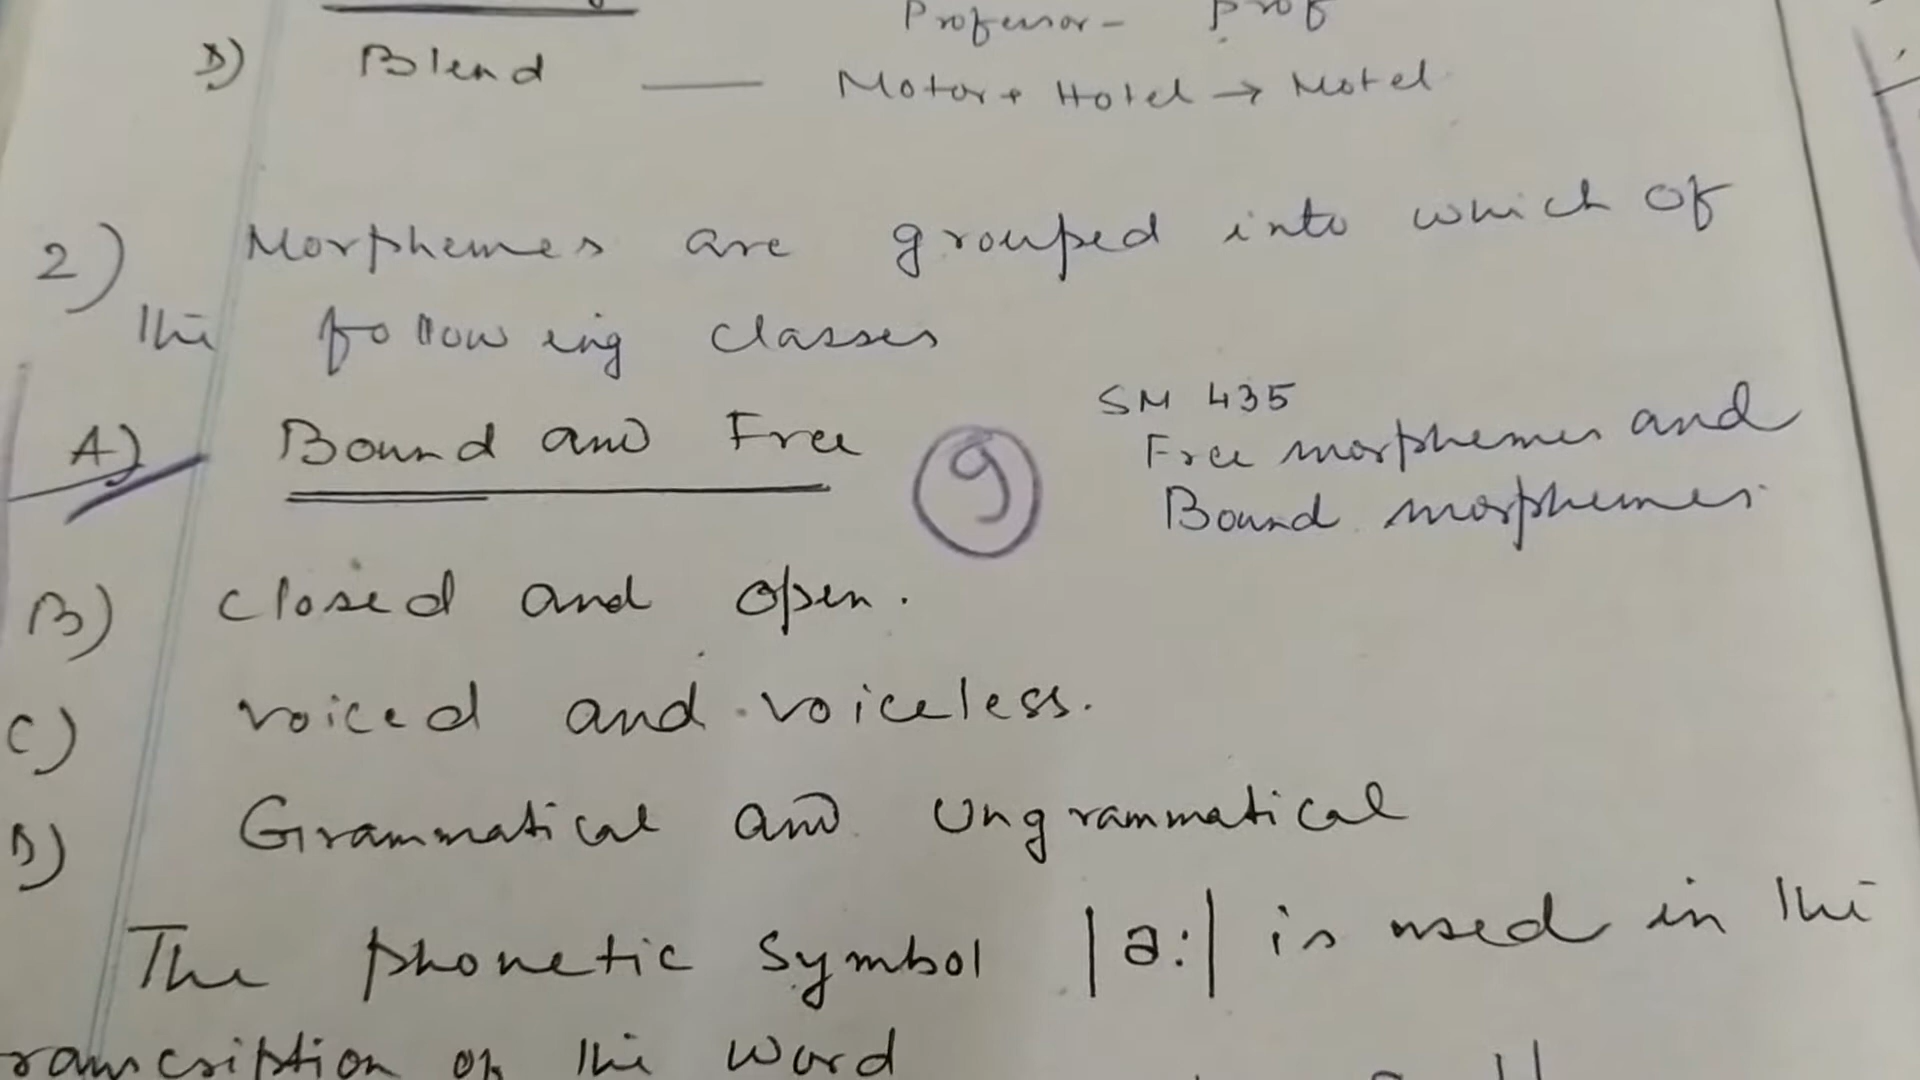 Professor - Prof
D) Blend — Motor + Hotel → Motel
2) Morphemes are grouped into which of
the following classes
A) Bound and Free
9
SM 435
Free morphemes and
Bound morphemes
B) closed and open.
C) voiced and voiceless.
D) Grammatical and Ungrammatical
The phonetic symbol |ə:| is used in the
ranscription of the word